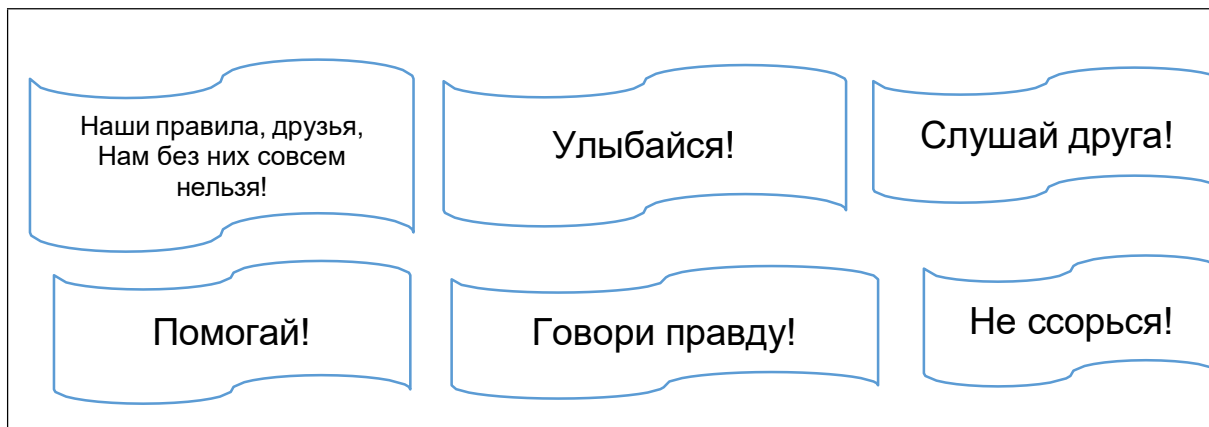 Наши правила, друзья,
Нам без них совсем
нельзя!
Улыбайся!
Слушай друга!
Помогай!
Говори правду!
Не ссорься!